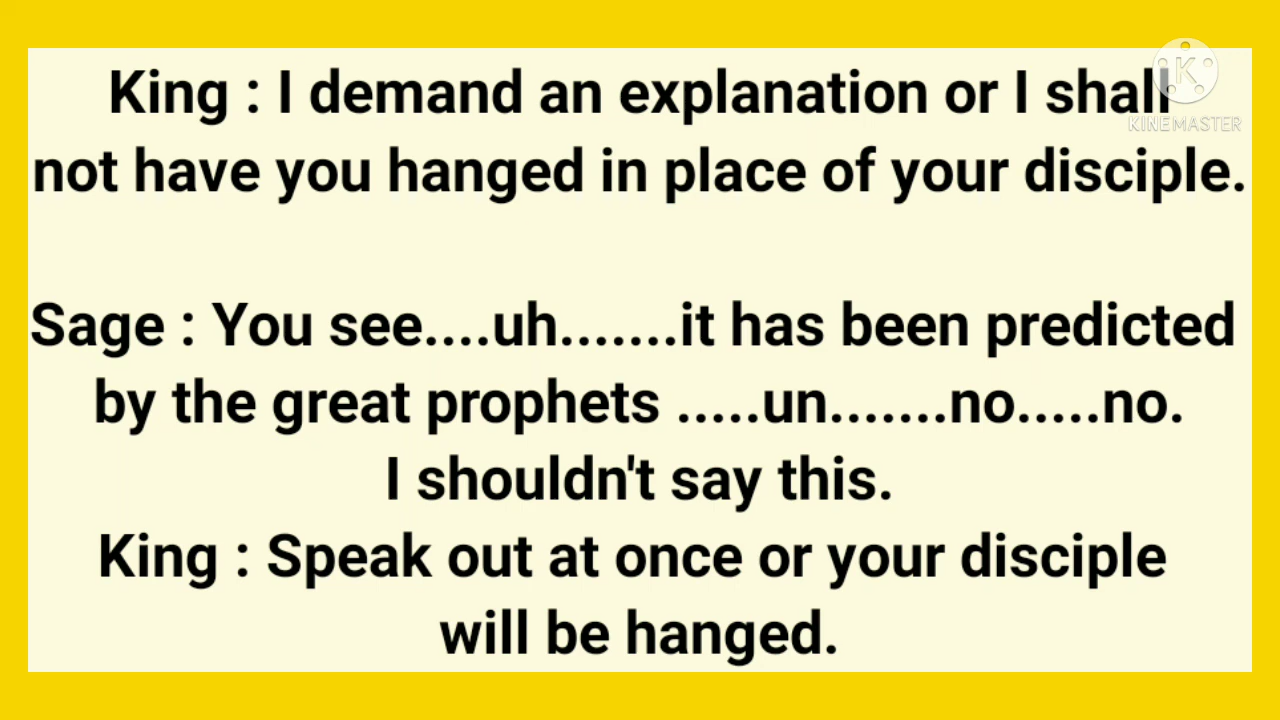 King : I demand an explanation or I shall
not have you hanged in place of your disciple.
Sage : You see....uh.......it has been predicted
by the great prophets .....un.......no.....no.
I shouldn't say this.
King : Speak out at once or your disciple
will be hanged.
K
KINEMASTER